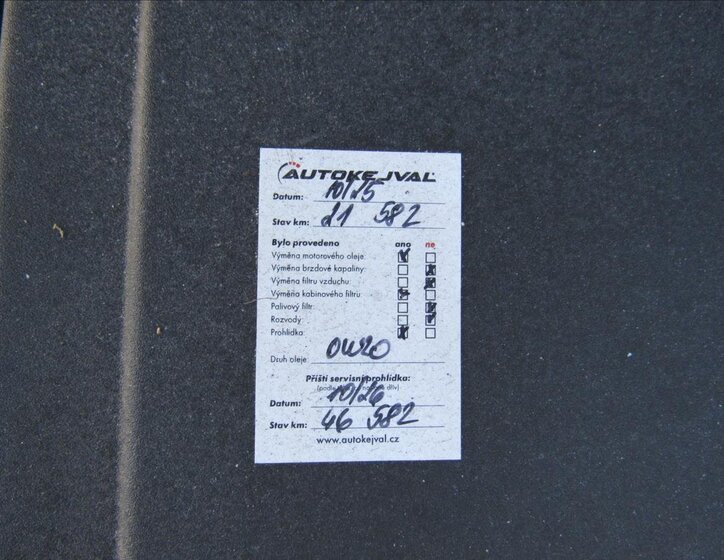 AUTOKEJVAL
Datum: 10/25
Stav km: 21 582
Bylo provedeno ano ne
Výměna motorového oleje:
Výměna brzdové kapaliny:
Výměna filtru vzduchu:
Výměna kabinového filtru:
Palivový filtr:
Rozvody:
Prohlídka:
Druh oleje: 0W20
Příští servisní prohlídka:
Datum: 10/26
Stav km: 46 582
www.autokejval.cz